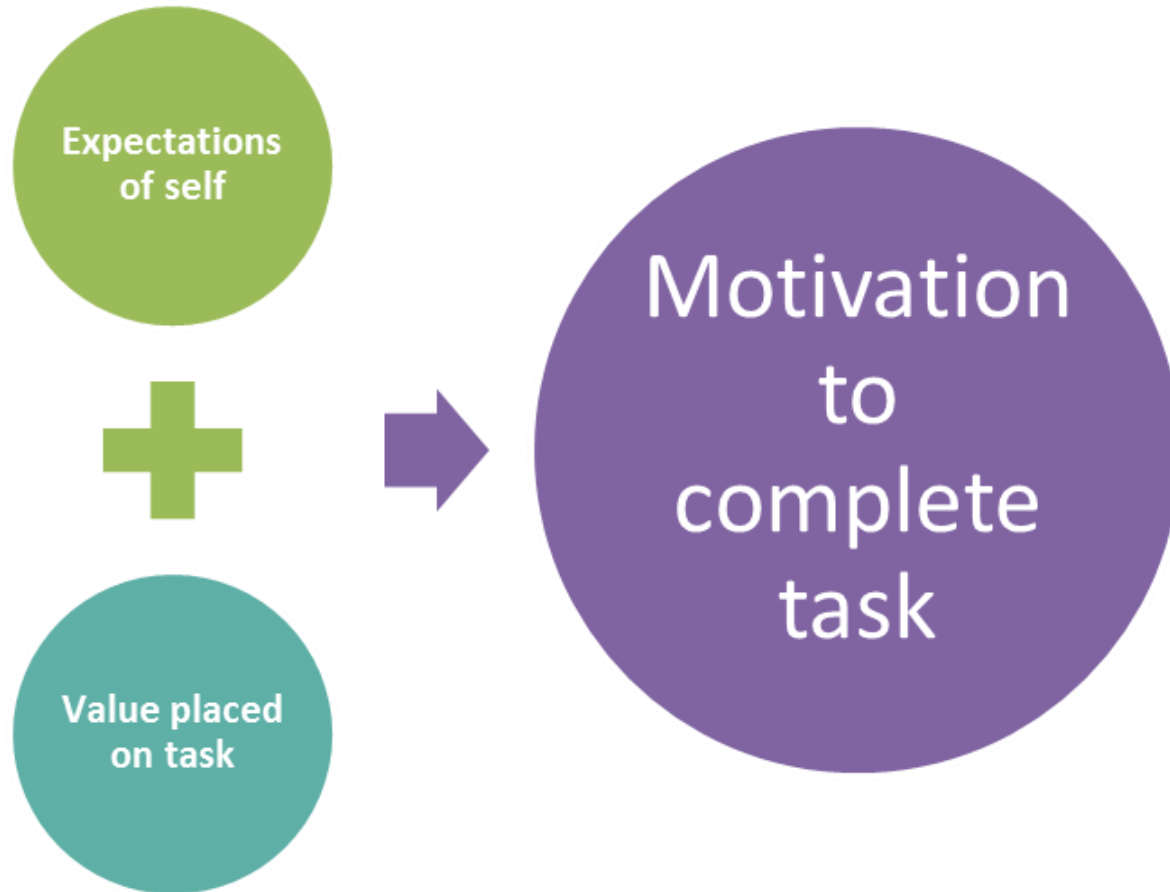 Expectations
of self
Value placed
on task
Motivation
to
complete
task